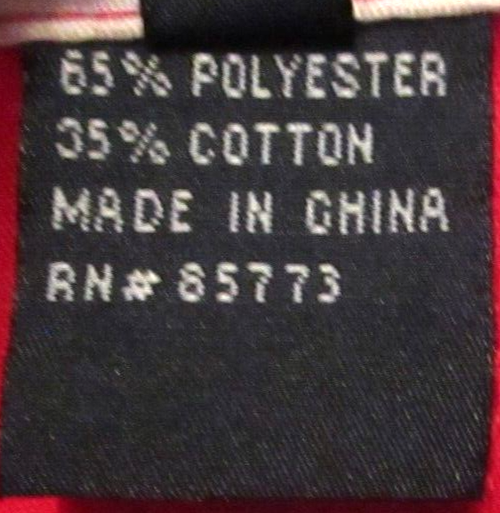 65% POLYESTER
35% COTTON
MADE IN CHINA
RN# 85773